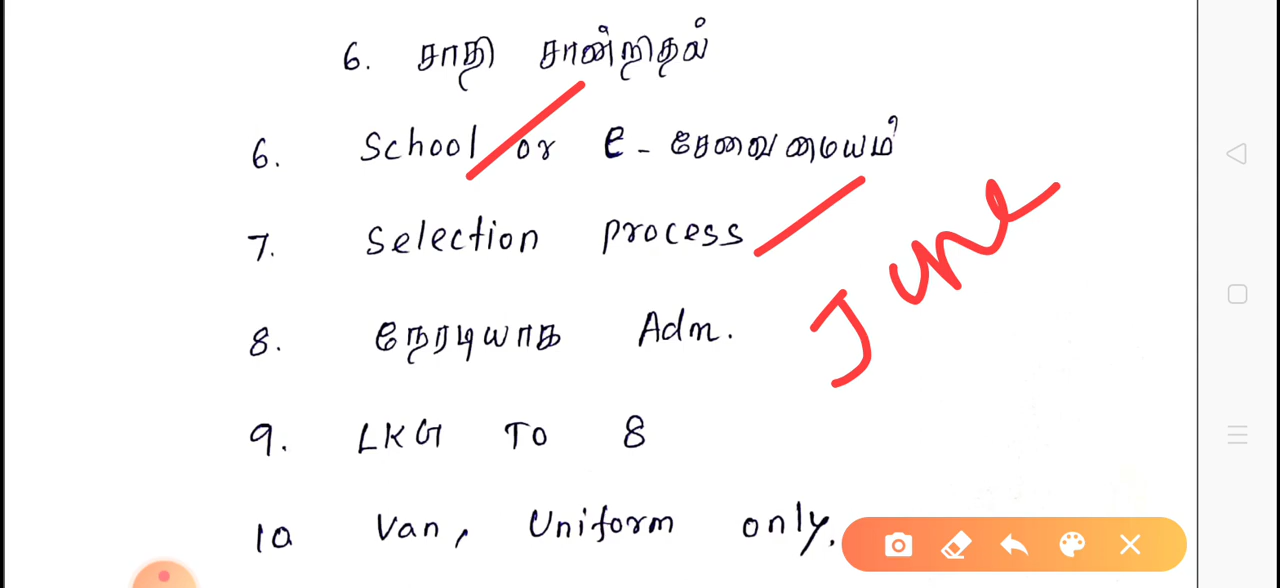 6. சாதி சான்றிதல்
6. School or e - சேவை மையம்
7. Selection process
8. நேரடியாக Adm.
June
9. LKG TO 8
10 Van, Uniform only.